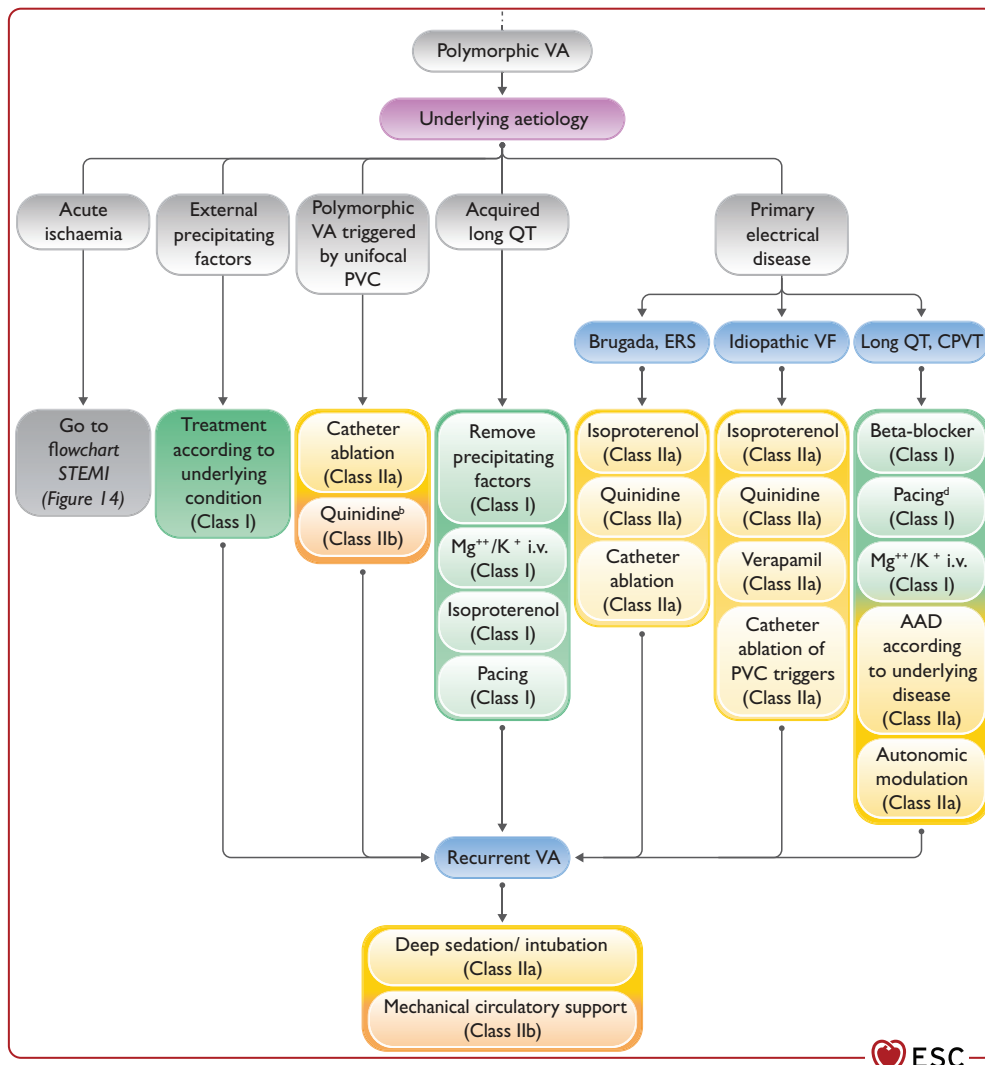 Polymorphic VA
Underlying aetiology
Acute
ischaemia
External
precipitating
factors
Polymorphic
VA triggered
by unifocal
PVC
Acquired
long QT
Primary
electrical
disease
Brugada, ERS
Idiopathic VF
Long QT, CPVT
Go to
flowchart
STEMI
(Figure 14)
Treatment
according to
underlying
condition
(Class I)
Catheter
ablation
(Class IIa)
Quinidineᵇ
(Class IIb)
Remove
precipitating
factors
(Class I)
Mg⁺⁺/K⁺ i.v.
(Class I)
Isoproterenol
(Class I)
Pacing
(Class I)
Isoproterenol
(Class IIa)
Quinidine
(Class IIa)
Catheter
ablation
(Class IIa)
Isoproterenol
(Class IIa)
Quinidine
(Class IIa)
Verapamil
(Class IIa)
Catheter
ablation of
PVC triggers
(Class IIa)
Beta-blocker
(Class I)
Pacingᵈ
(Class I)
Mg⁺⁺/K⁺ i.v.
(Class I)
AAD
according
to underlying
disease
(Class IIa)
Autonomic
modulation
(Class IIa)
Recurrent VA
Deep sedation/ intubation
(Class IIa)
Mechanical circulatory support
(Class IIb)
ESC